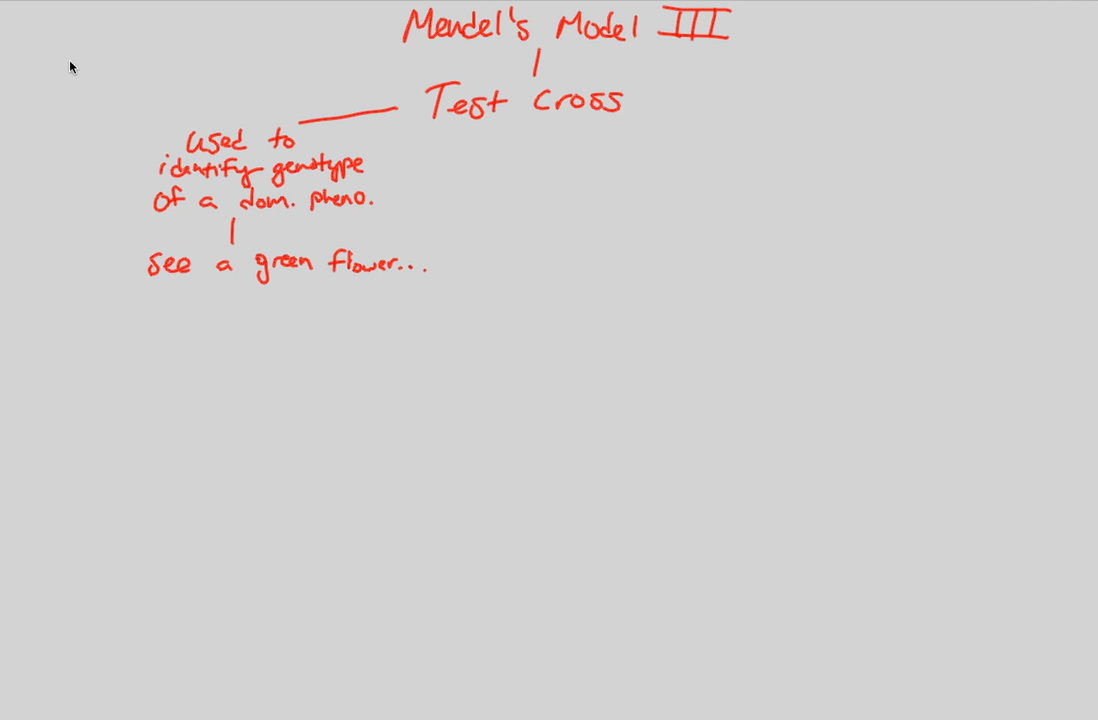 Mendel's Model III
Test Cross
used to
identify genotype
of a dom. pheno.
see a green flower...